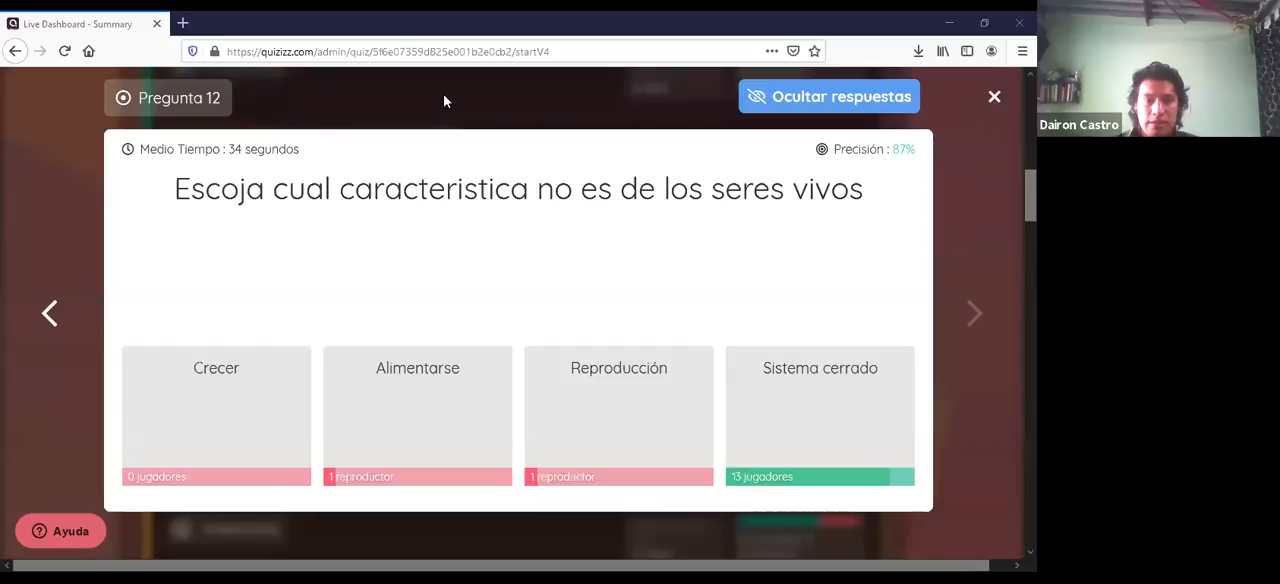 Live Dashboard - Summary
https://quizizz.com/admin/quiz/5f6e07359d825e001b2e0cb2/startV4
Pregunta 12
Ocultar respuestas
Medio Tiempo : 34 segundos
Precisión : 87%
Escoja cual caracteristica no es de los seres vivos
Crecer
Alimentarse
Reproducción
Sistema cerrado
0 jugadores
1 reproductor
1 reproductor
13 jugadores
Ayuda
Dairon Castro